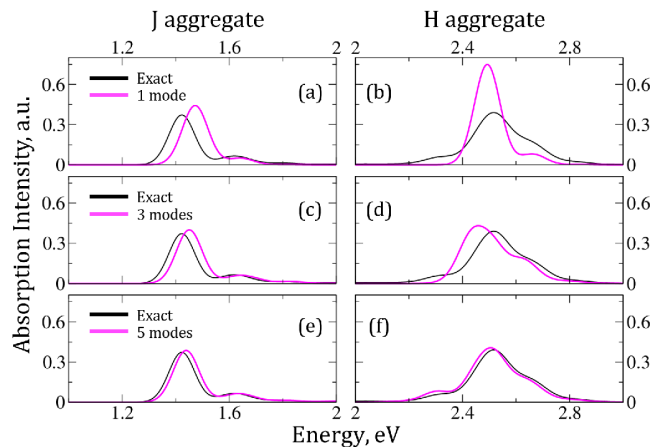 J aggregate H aggregate
1.2 1.6 2 2 2.4 2.8
0.6 Exact (a) (b) 0.6
1 mode
0.3 0.3
0 0
0.6 Exact (c) (d) 0.6
3 modes
0.3 0.3
0 0
0.6 Exact (e) (f) 0.6
5 modes
0.3 0.3
0 0
1.2 1.6 2 2 2.4 2.8
Energy, eV
Absorption Intensity, a.u.